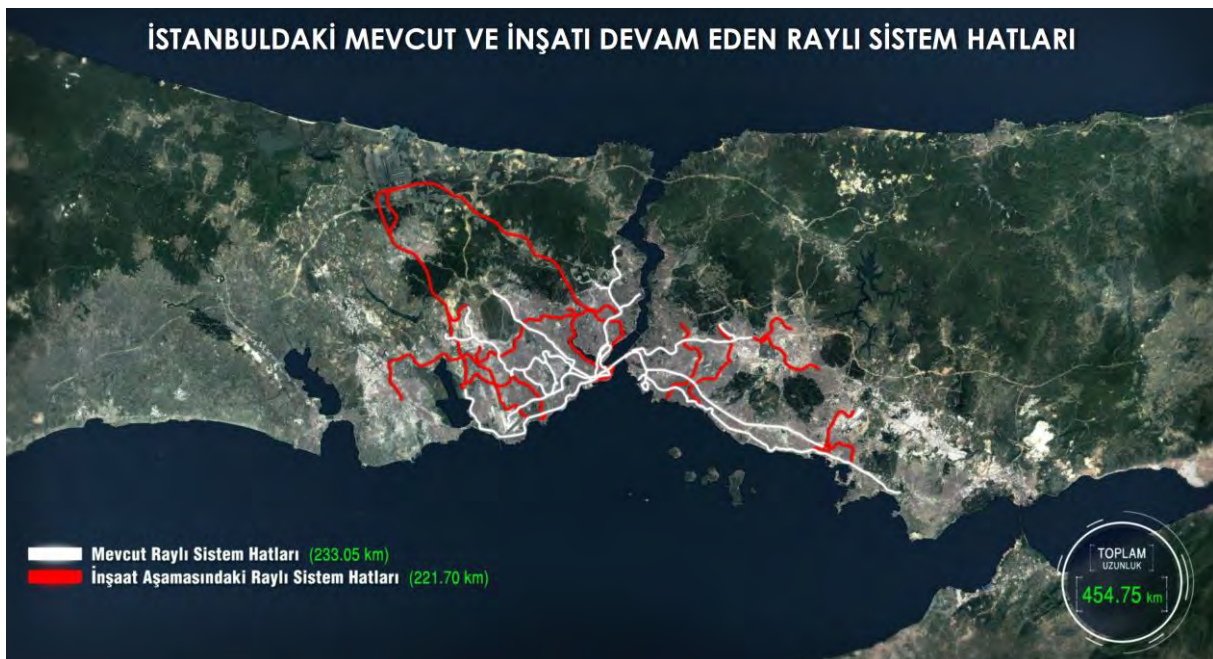 İSTANBULDAKİ MEVCUT VE İNŞATI DEVAM EDEN RAYLI SİSTEM HATLARI
Mevcut Raylı Sistem Hatları (233.05 km)
İnşaat Aşamasındaki Raylı Sistem Hatları (221.70 km)
TOPLAM
UZUNLUK
454.75 km